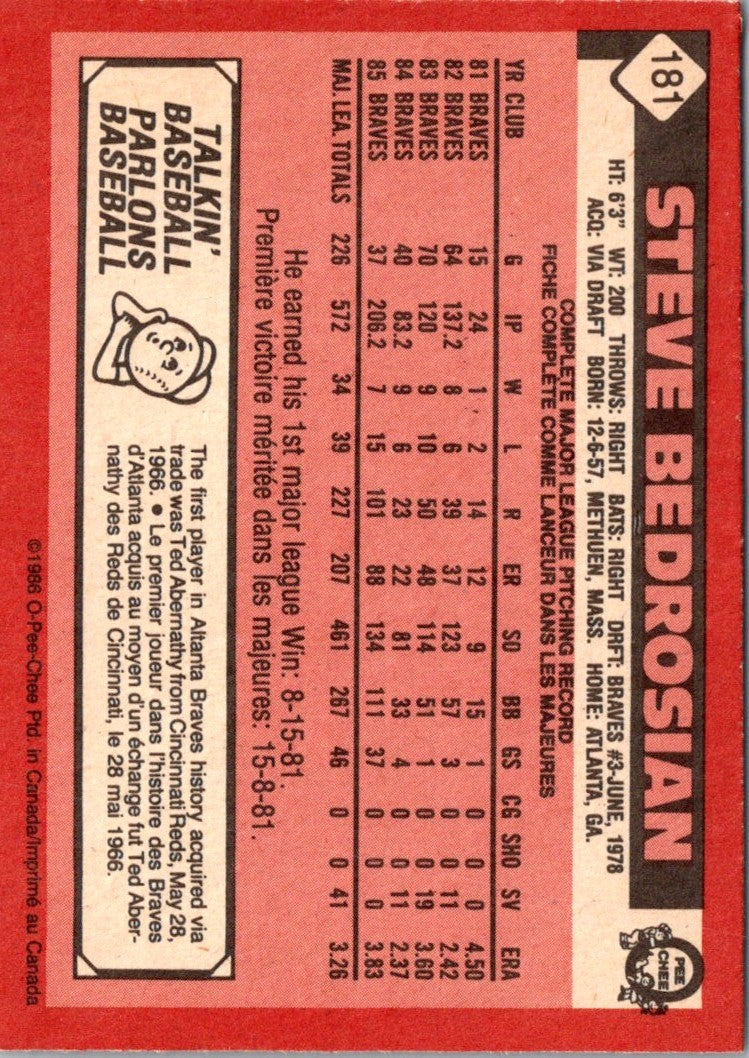 181
STEVE BEDROSIAN
O PEE CHEE
HT: 6'3" WT: 200 THROWS: RIGHT BATS: RIGHT DRFT: BRAVES #3-JUNE, 1978
ACQ: VIA DRAFT BORN: 12-6-57, METHUEN, MASS. HOME: ATLANTA, GA.
COMPLETE MAJOR LEAGUE PITCHING RECORD
FICHE COMPLÈTE COMME LANCEUR DANS LES MAJEURES
YR CLUB G IP W L R ER SO BB GS CG SHO SV ERA
81 BRAVES 15 24 1 2 14 12 9 15 1 0 0 0 4.50
82 BRAVES 64 137.2 8 6 39 37 123 57 3 0 0 11 2.42
83 BRAVES 70 120 9 10 50 48 114 51 1 0 0 19 3.60
84 BRAVES 40 83.2 9 6 23 22 81 33 4 0 0 11 2.37
85 BRAVES 37 206.2 7 15 101 88 134 111 37 0 0 0 3.83
MAJ. LEA. TOTALS 226 572 34 39 227 207 461 267 46 0 0 41 3.26
He earned his 1st major league Win: 8-15-81.
Première victoire méritée dans les majeures: 15-8-81.
TALKIN'
BASEBALL
PARLONS
BASEBALL
The first player in Altanta Braves history acquired via
trade was Ted Abernathy from Cincinnati Reds, May 28,
1966. ● Le premier joueur dans l'histoire des Braves
d'Atlanta acquis au moyen d'un échange fut Ted Aber-
nathy des Reds de Cincinnati, le 28 mai 1966.
©1986 O-Pee-Chee Ptd. in Canada/Imprimé au Canada